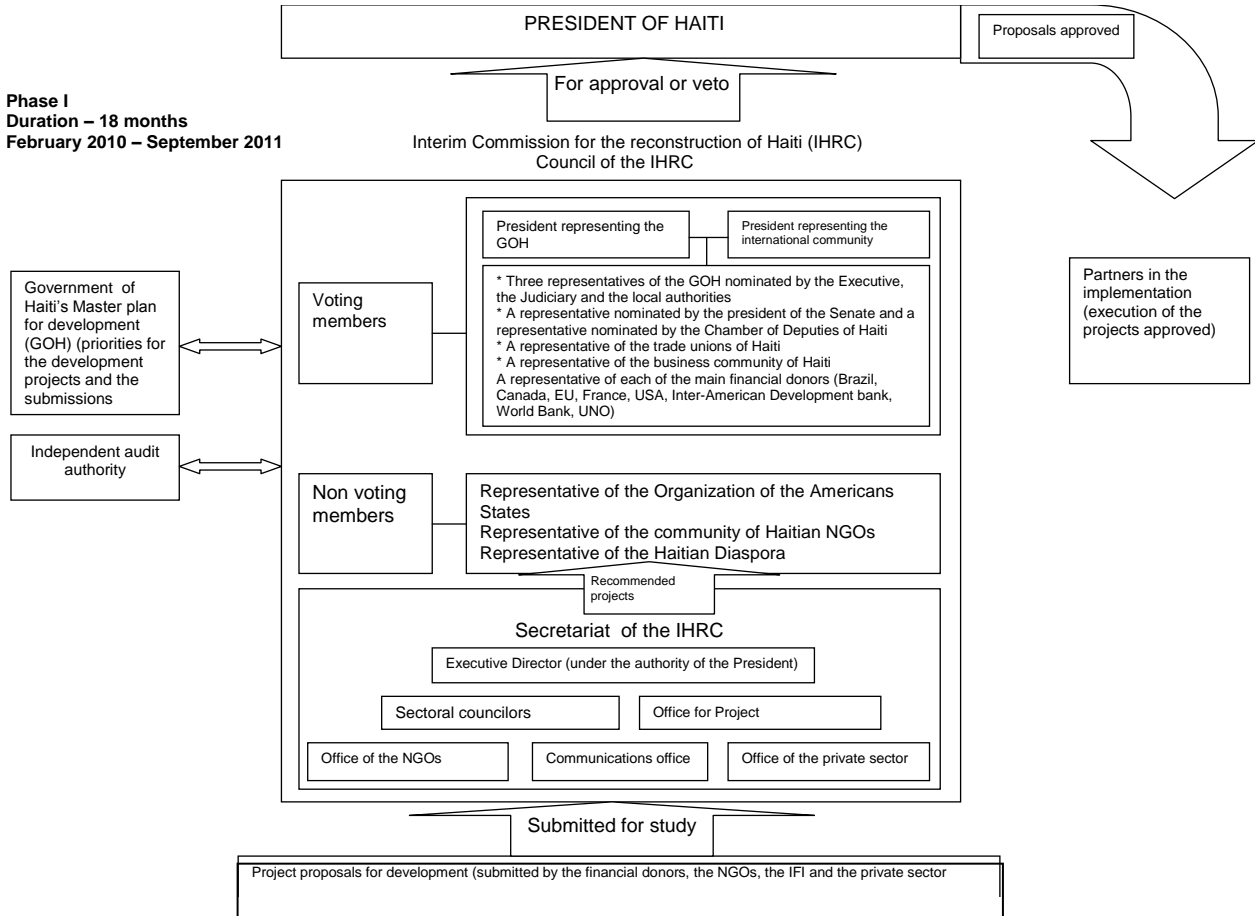 PRESIDENT OF HAITI
Proposals approved
For approval or veto
Phase I
Duration – 18 months
February 2010 – September 2011
Interim Commission for the reconstruction of Haiti (IHRC)
Council of the IHRC
President representing the
GOH
President representing the
international community
Government of
Haiti's Master plan
for development
(GOH) (priorities for
the development
projects and the
submissions
Voting
members
* Three representatives of the GOH nominated by the Executive,
the Judiciary and the local authorities
* A representative nominated by the president of the Senate and a
representative nominated by the Chamber of Deputies of Haiti
* A representative of the trade unions of Haiti
* A representative of the business community of Haiti
A representative of each of the main financial donors (Brazil,
Canada, EU, France, USA, Inter-American Development bank,
World Bank, UNO)
Partners in the
implementation
(execution of the
projects approved)
Independent audit
authority
Non voting
members
Representative of the Organization of the Americans
States
Representative of the community of Haitian NGOs
Representative of the Haitian Diaspora
Recommended
projects
Secretariat of the IHRC
Executive Director (under the authority of the President)
Sectoral councilors
Office for Project
Office of the NGOs
Communications office
Office of the private sector
Submitted for study
Project proposals for development (submitted by the financial donors, the NGOs, the IFI and the private sector